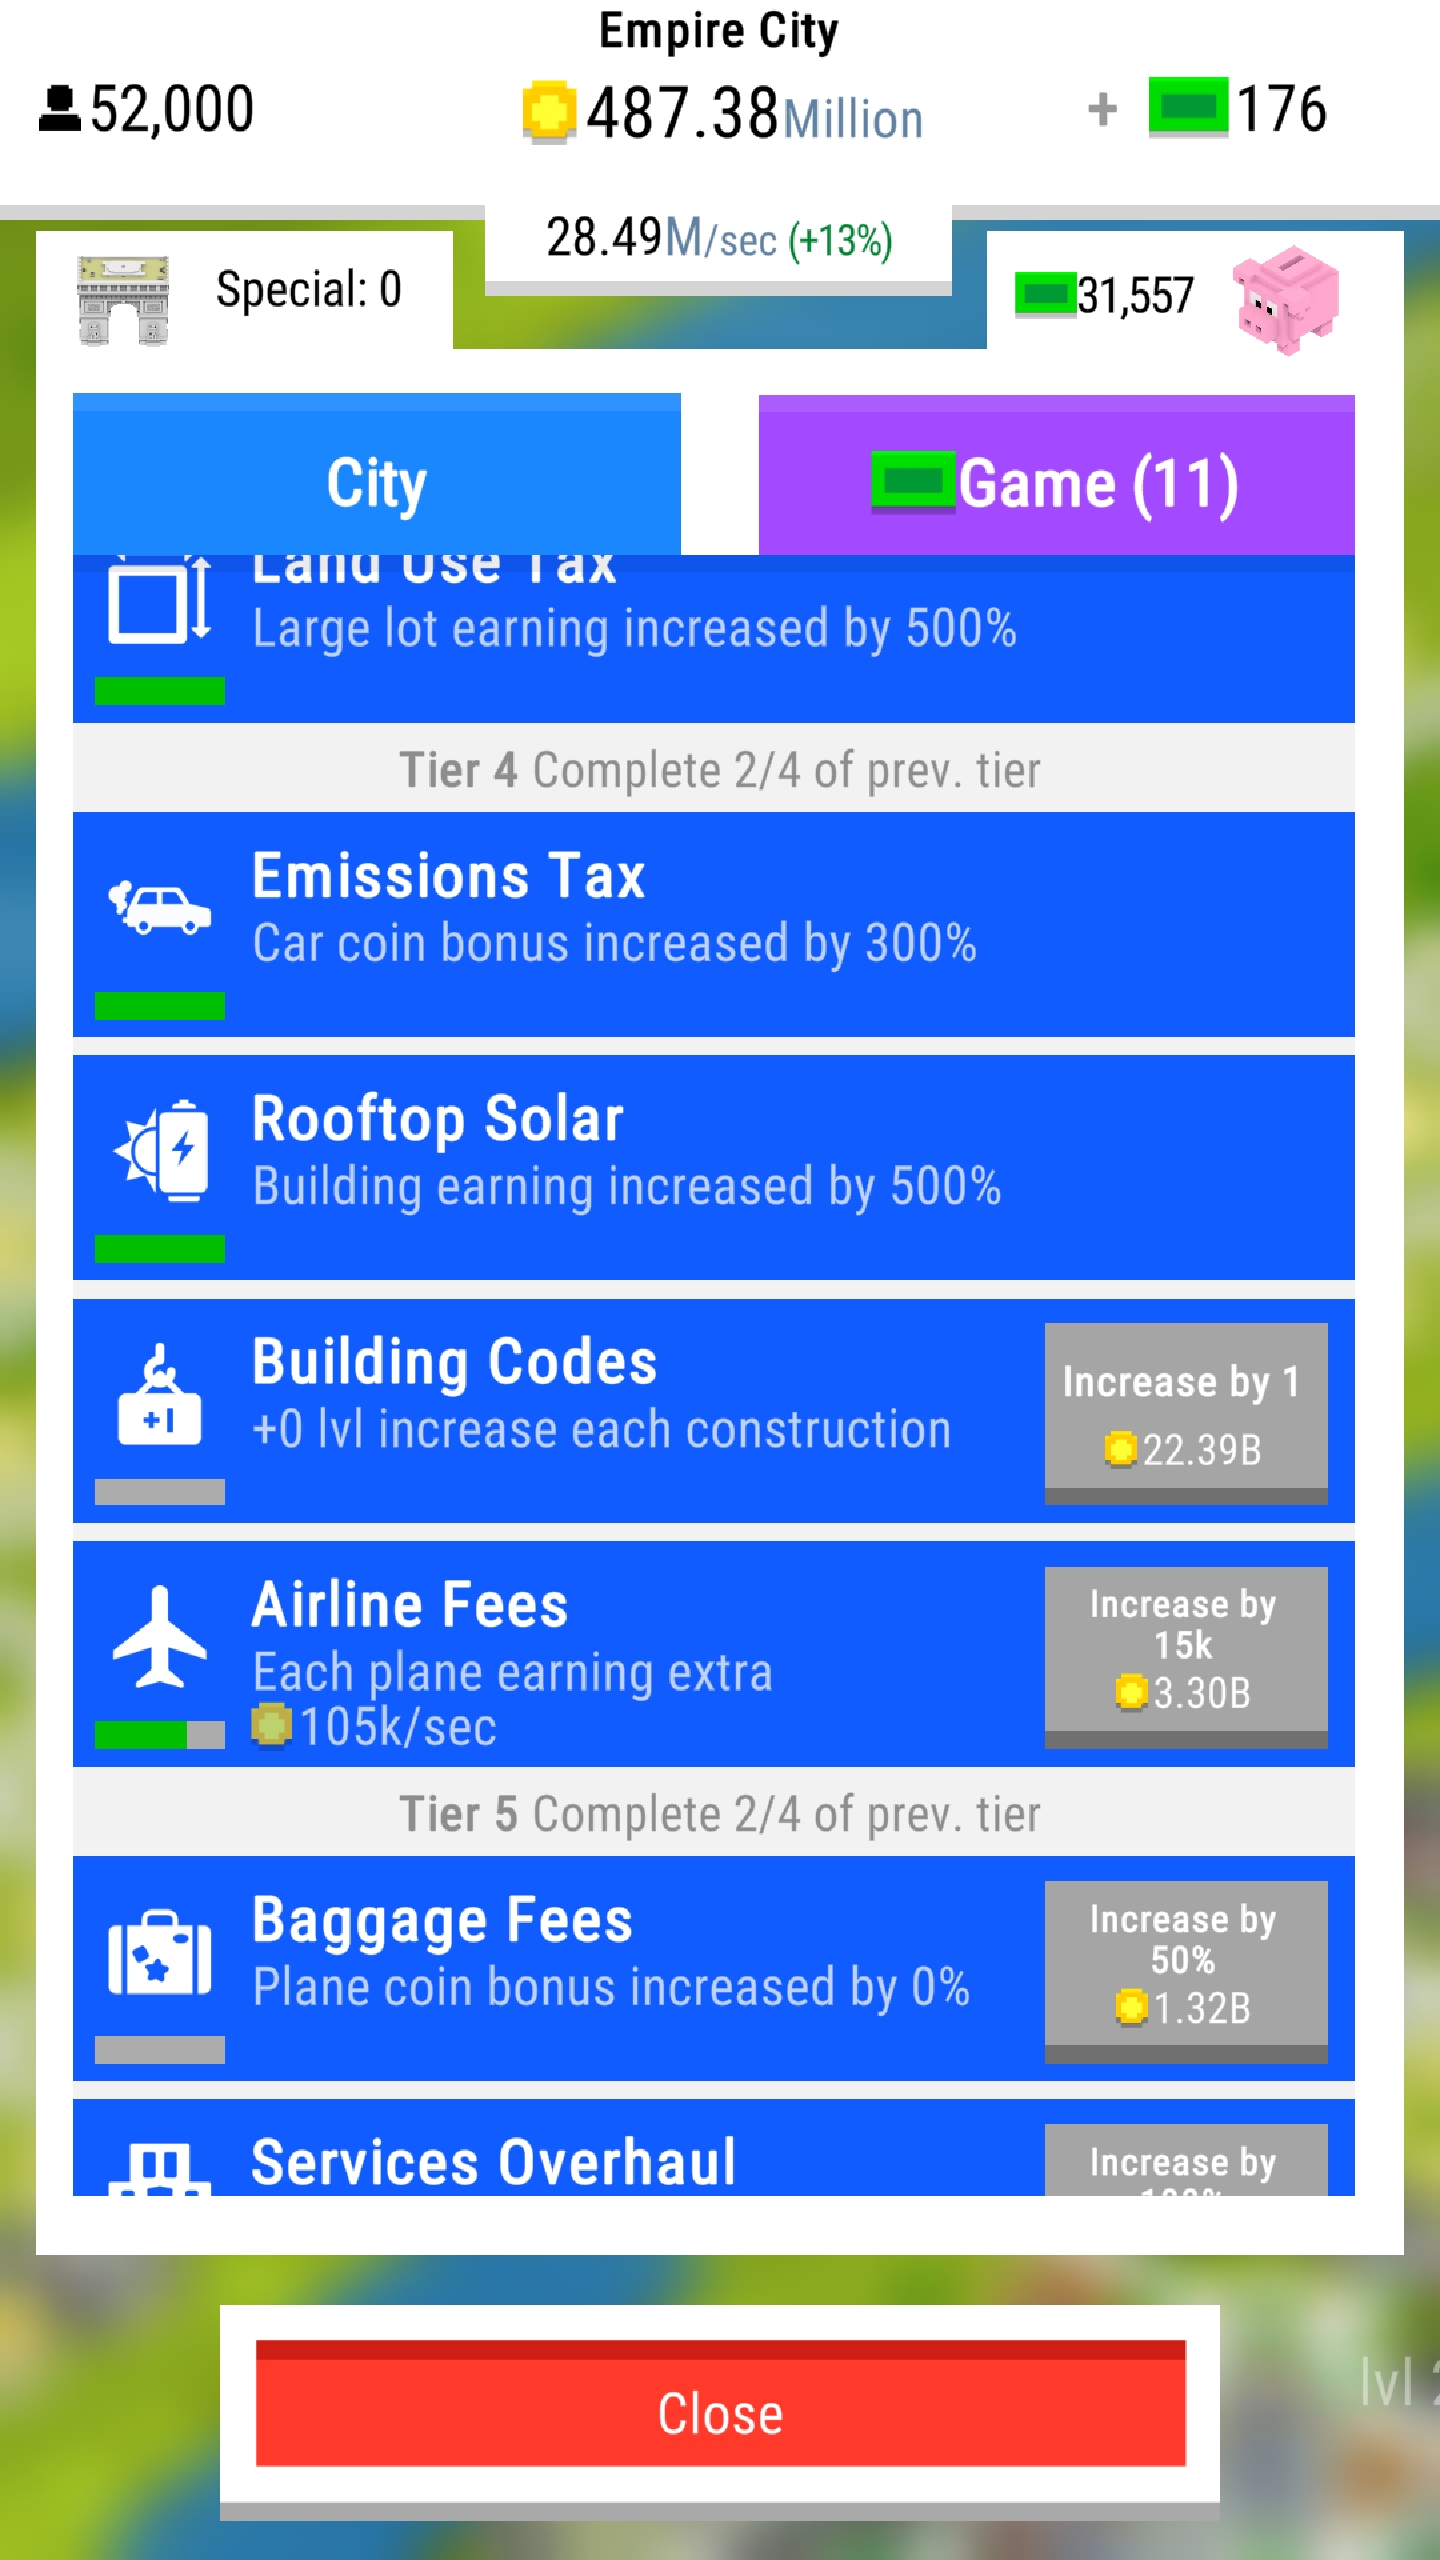 Empire City
52,000
487.38Million
+ 176
28.49M/sec (+13%)
Special: 0
31,557
City
Game (11)
Land Use Tax
Large lot earning increased by 500%
Tier 4 Complete 2/4 of prev. tier
Emissions Tax
Car coin bonus increased by 300%
Rooftop Solar
Building earning increased by 500%
Building Codes
+0 lvl increase each construction
+1
Increase by 1
22.39B
Airline Fees
Each plane earning extra
105k/sec
Increase by
15k
3.30B
Tier 5 Complete 2/4 of prev. tier
Baggage Fees
Plane coin bonus increased by 0%
Increase by
50%
1.32B
Services Overhaul
Increase by
Close
lvl